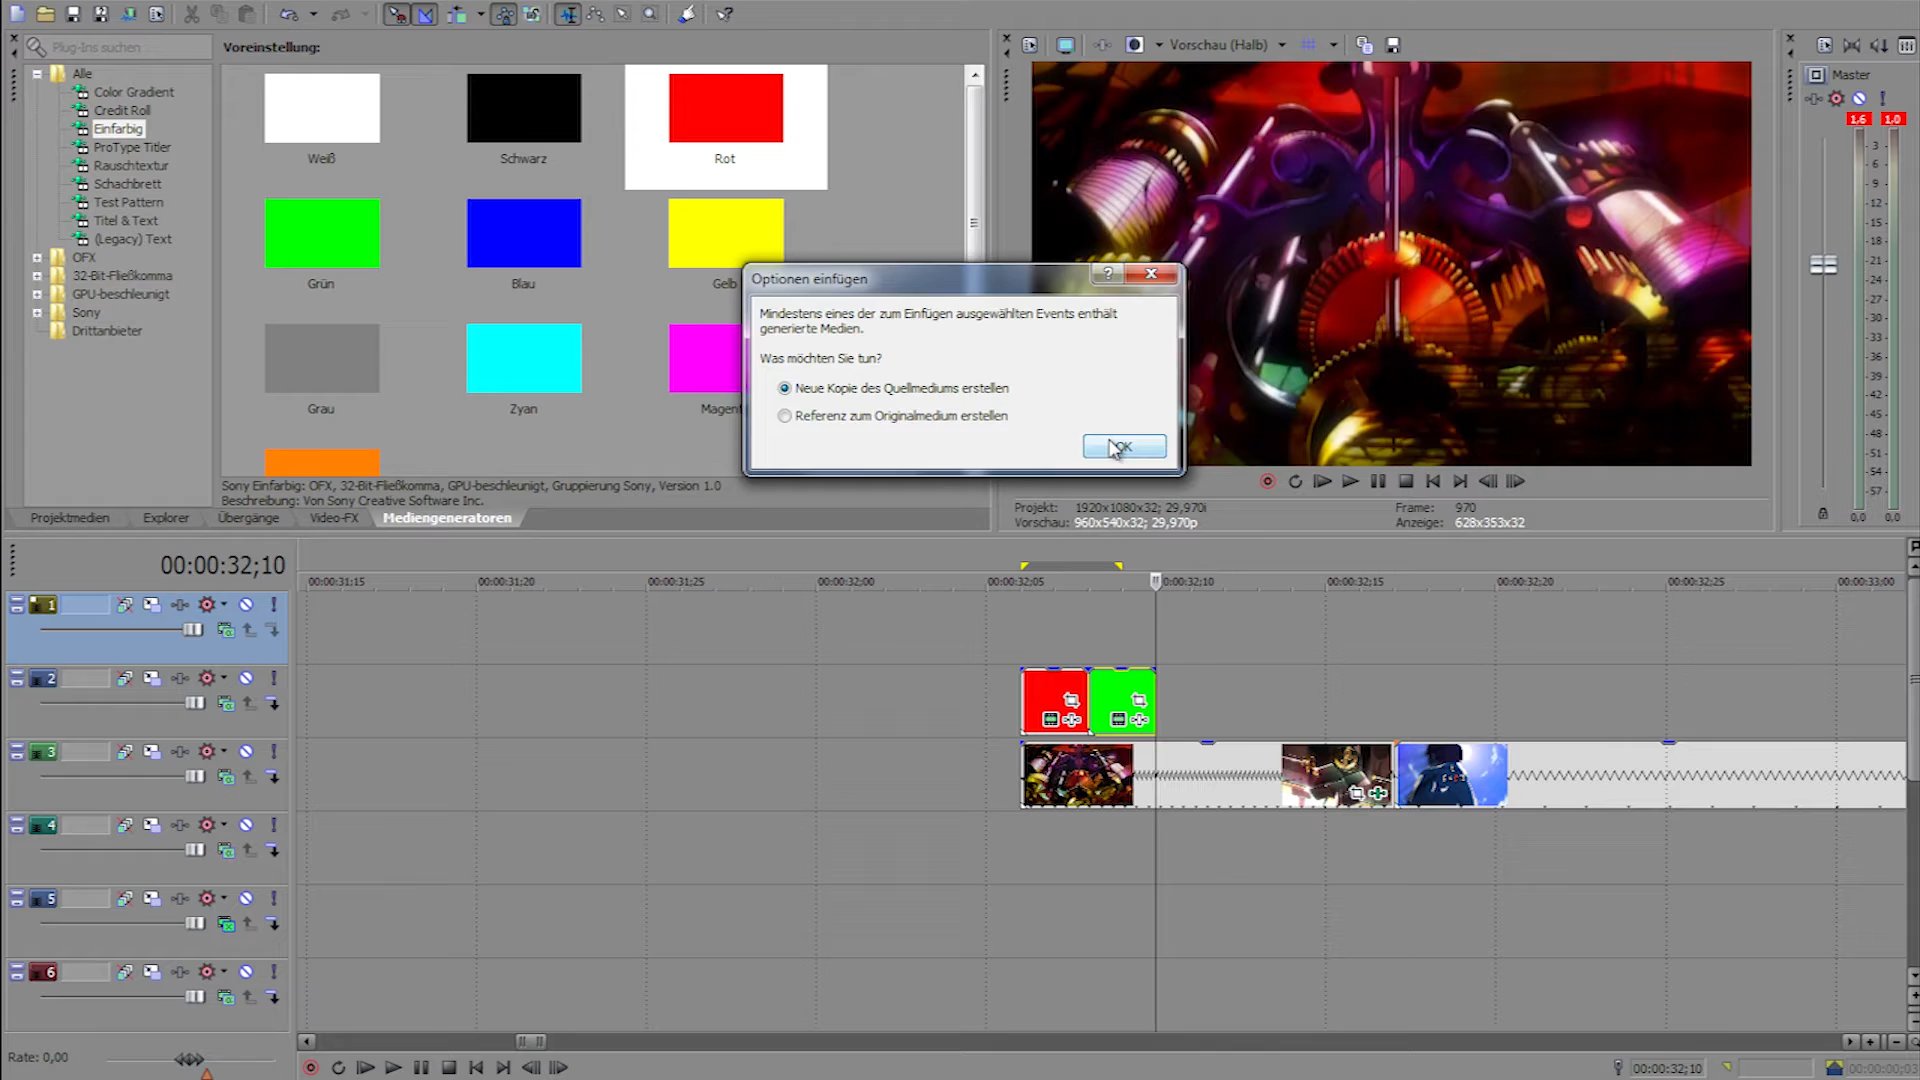 Plug-Ins suchen
Alle
Color Gradient
Credit Roll
Einfarbig
ProType Titler
Rauschtextur
Schachbrett
Test Pattern
Titel & Text
(Legacy) Text
OFX
32-Bit-Fließkomma
GPU-beschleunigt
Sony
Drittanbieter
Voreinstellung:
Weiß
Schwarz
Rot
Grün
Blau
Gelb
Grau
Zyan
Magen
Sony Einfarbig: OFX, 32-Bit-Fließkomma, GPU-beschleunigt, Gruppierung Sony, Version 1.0
Beschreibung: Von Sony Creative Software Inc.
Projektmedien
Explorer
Übergänge
Video-FX
Mediengeneratoren
Optionen einfügen
Mindestens eines der zum Einfügen ausgewählten Events enthält
generierte Medien.
Was möchten Sie tun?
Neue Kopie des Quellmediums erstellen
Referenz zum Originalmedium erstellen
OK
Vorschau (Halb)
Projekt: 1920x1080x32; 29,970i
Vorschau: 960x540x32; 29,970p
Frame: 970
Anzeige: 628x353x32
Master
1,6 1,0
- 3 -
- 6 -
- 9 -
-12-
-15-
-18-
-21-
-24-
-27-
-30-
-33-
-36-
-39-
-42-
-45-
-48-
-51-
-54-
-57-
0,0 0,0
00:00:32;10
00:00:31;15
00:00:31;20
00:00:31;25
00:00:32;00
00:00:32;05
00:00:32;10
00:00:32;15
00:00:32;20
00:00:32;25
00:00:33;00
1
2
3
4
5
6
Rate: 0,00
00:00:32;10